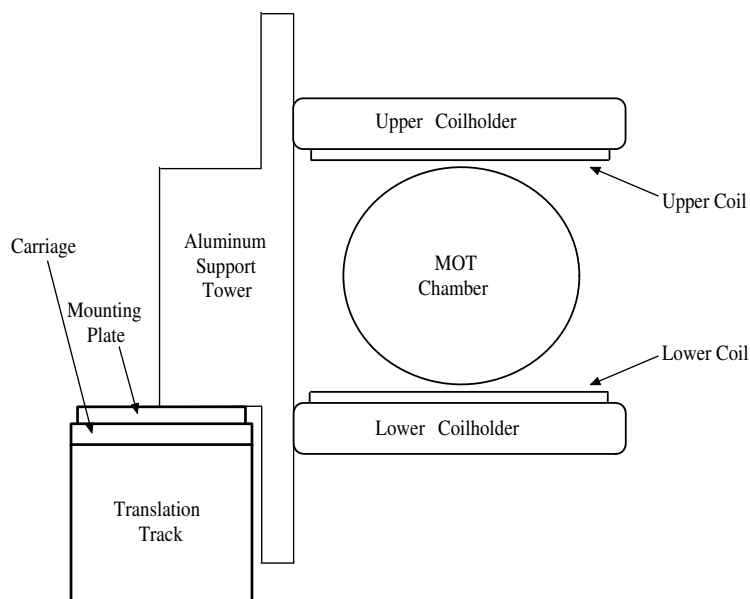 Upper Coilholder
Upper Coil
Carriage
Aluminum
Support
Tower
MOT
Chamber
Mounting
Plate
Lower Coil
Lower Coilholder
Translation
Track